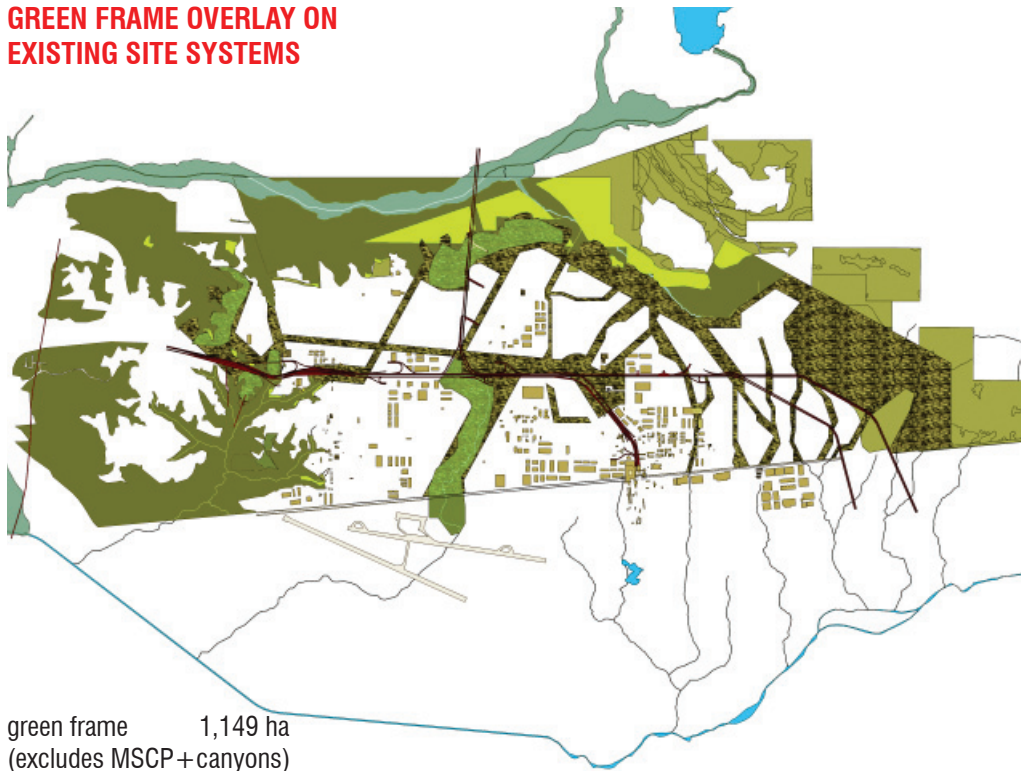 GREEN FRAME OVERLAY ON
EXISTING SITE SYSTEMS
green frame 1,149 ha
(excludes MSCP+canyons)